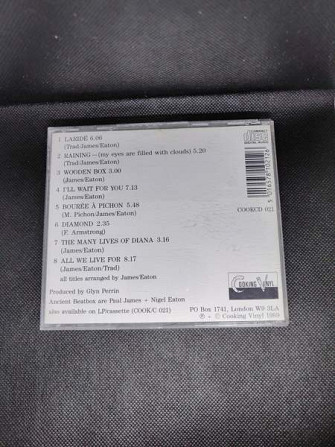 1 LASIDÉ 6.06
(Trad/James/Eaton)
2 RAINING—(my eyes are filled with clouds) 5.20
(Trad/James/Eaton)
3 WOODEN BOX 3.00
(James/Eaton)
4 I'LL WAIT FOR YOU 7.13
(James/Eaton)
5 BOURÉE À PICHON 5.48
(M. Pichon/James/Eaton)
6 DIAMOND 2.35
(F. Armstrong)
7 THE MANY LIVES OF DIANA 3.16
(James/Eaton)
8 ALL WE LIVE FOR 8.17
(James/Eaton/Trad)
all titles arranged by James/Eaton
Produced by Glyn Perrin
Ancient Beatbox are Paul James + Nigel Eaton
also available on LP/cassette (COOK/C 021)
COOKCD 021
COOKING VINYL
PO Box 1741, London W9 3LA
℗ + © Cooking Vinyl 1989